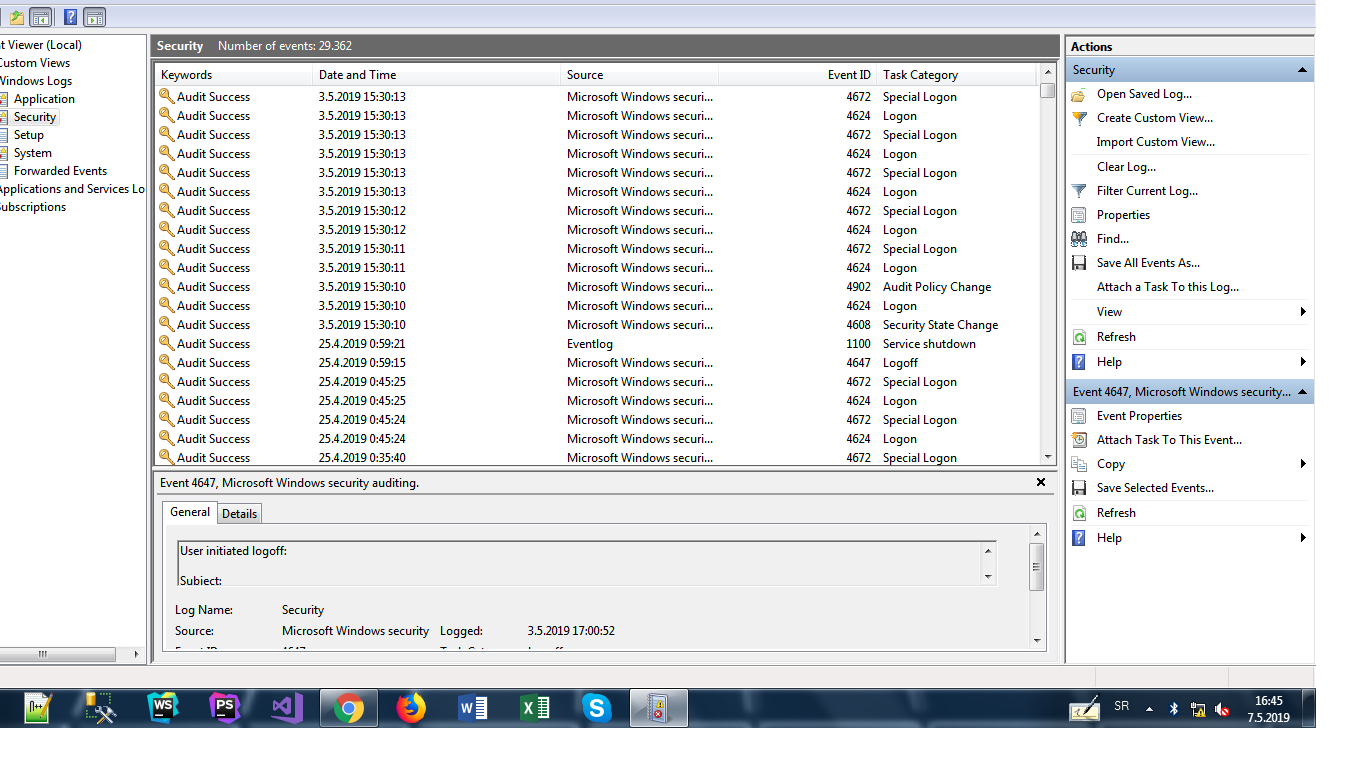 t Viewer (Local)
Custom Views
Windows Logs
Application
Security
Setup
System
Forwarded Events
Applications and Services Lo
Subscriptions
Security Number of events: 29.362
Keywords Date and Time Source Event ID Task Category
Audit Success 3.5.2019 15:30:13 Microsoft Windows securi... 4672 Special Logon
Audit Success 3.5.2019 15:30:13 Microsoft Windows securi... 4624 Logon
Audit Success 3.5.2019 15:30:13 Microsoft Windows securi... 4672 Special Logon
Audit Success 3.5.2019 15:30:13 Microsoft Windows securi... 4624 Logon
Audit Success 3.5.2019 15:30:13 Microsoft Windows securi... 4672 Special Logon
Audit Success 3.5.2019 15:30:13 Microsoft Windows securi... 4624 Logon
Audit Success 3.5.2019 15:30:12 Microsoft Windows securi... 4672 Special Logon
Audit Success 3.5.2019 15:30:12 Microsoft Windows securi... 4624 Logon
Audit Success 3.5.2019 15:30:11 Microsoft Windows securi... 4672 Special Logon
Audit Success 3.5.2019 15:30:11 Microsoft Windows securi... 4624 Logon
Audit Success 3.5.2019 15:30:10 Microsoft Windows securi... 4902 Audit Policy Change
Audit Success 3.5.2019 15:30:10 Microsoft Windows securi... 4624 Logon
Audit Success 3.5.2019 15:30:10 Microsoft Windows securi... 4608 Security State Change
Audit Success 25.4.2019 0:59:21 Eventlog 1100 Service shutdown
Audit Success 25.4.2019 0:59:15 Microsoft Windows securi... 4647 Logoff
Audit Success 25.4.2019 0:45:25 Microsoft Windows securi... 4672 Special Logon
Audit Success 25.4.2019 0:45:25 Microsoft Windows securi... 4624 Logon
Audit Success 25.4.2019 0:45:24 Microsoft Windows securi... 4672 Special Logon
Audit Success 25.4.2019 0:45:24 Microsoft Windows securi... 4624 Logon
Audit Success 25.4.2019 0:35:40 Microsoft Windows securi... 4672 Special Logon
Event 4647, Microsoft Windows security auditing.
General Details
User initiated logoff:
Subject:
Log Name: Security
Source: Microsoft Windows security Logged: 3.5.2019 17:00:52
Actions
Security
Open Saved Log...
Create Custom View...
Import Custom View...
Clear Log...
Filter Current Log...
Properties
Find...
Save All Events As...
Attach a Task To this Log...
View
Refresh
Help
Event 4647, Microsoft Windows security...
Event Properties
Attach Task To This Event...
Copy
Save Selected Events...
Refresh
Help
WS
PS
SR
16:45
7.5.2019